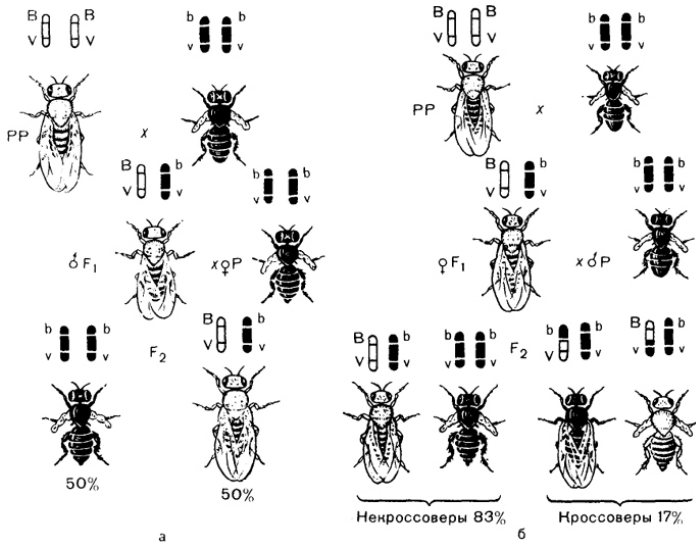 B B b b
V V v v
PP x
B b b b
V v v v
♂F₁ x♀P
b b B b
v v V v
F₂
50% 50%
а
B B b b
V V v v
PP x
B b b b
V v v v
♀F₁ x♂P
B b b b F₂ b b B b
V v v v v v v v
Некроссоверы 83% Кроссоверы 17%
б